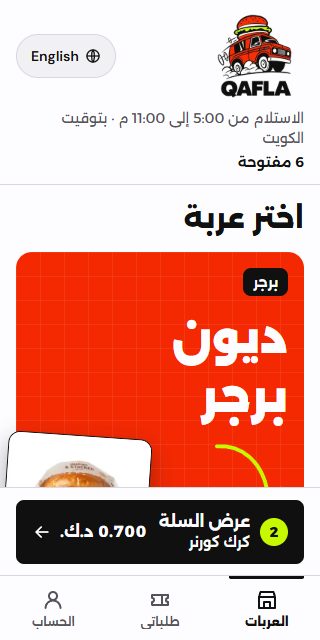 English
QAFLA
الاستلام من 5:00 إلى 11:00 م · بتوقيت
الكويت
6 مفتوحة
اختر عربة
برجر
ديون
برجر
2
عرض السلة
كرك كورنر
0.700 د.ك. ←
العربات
طلباتي
الحساب